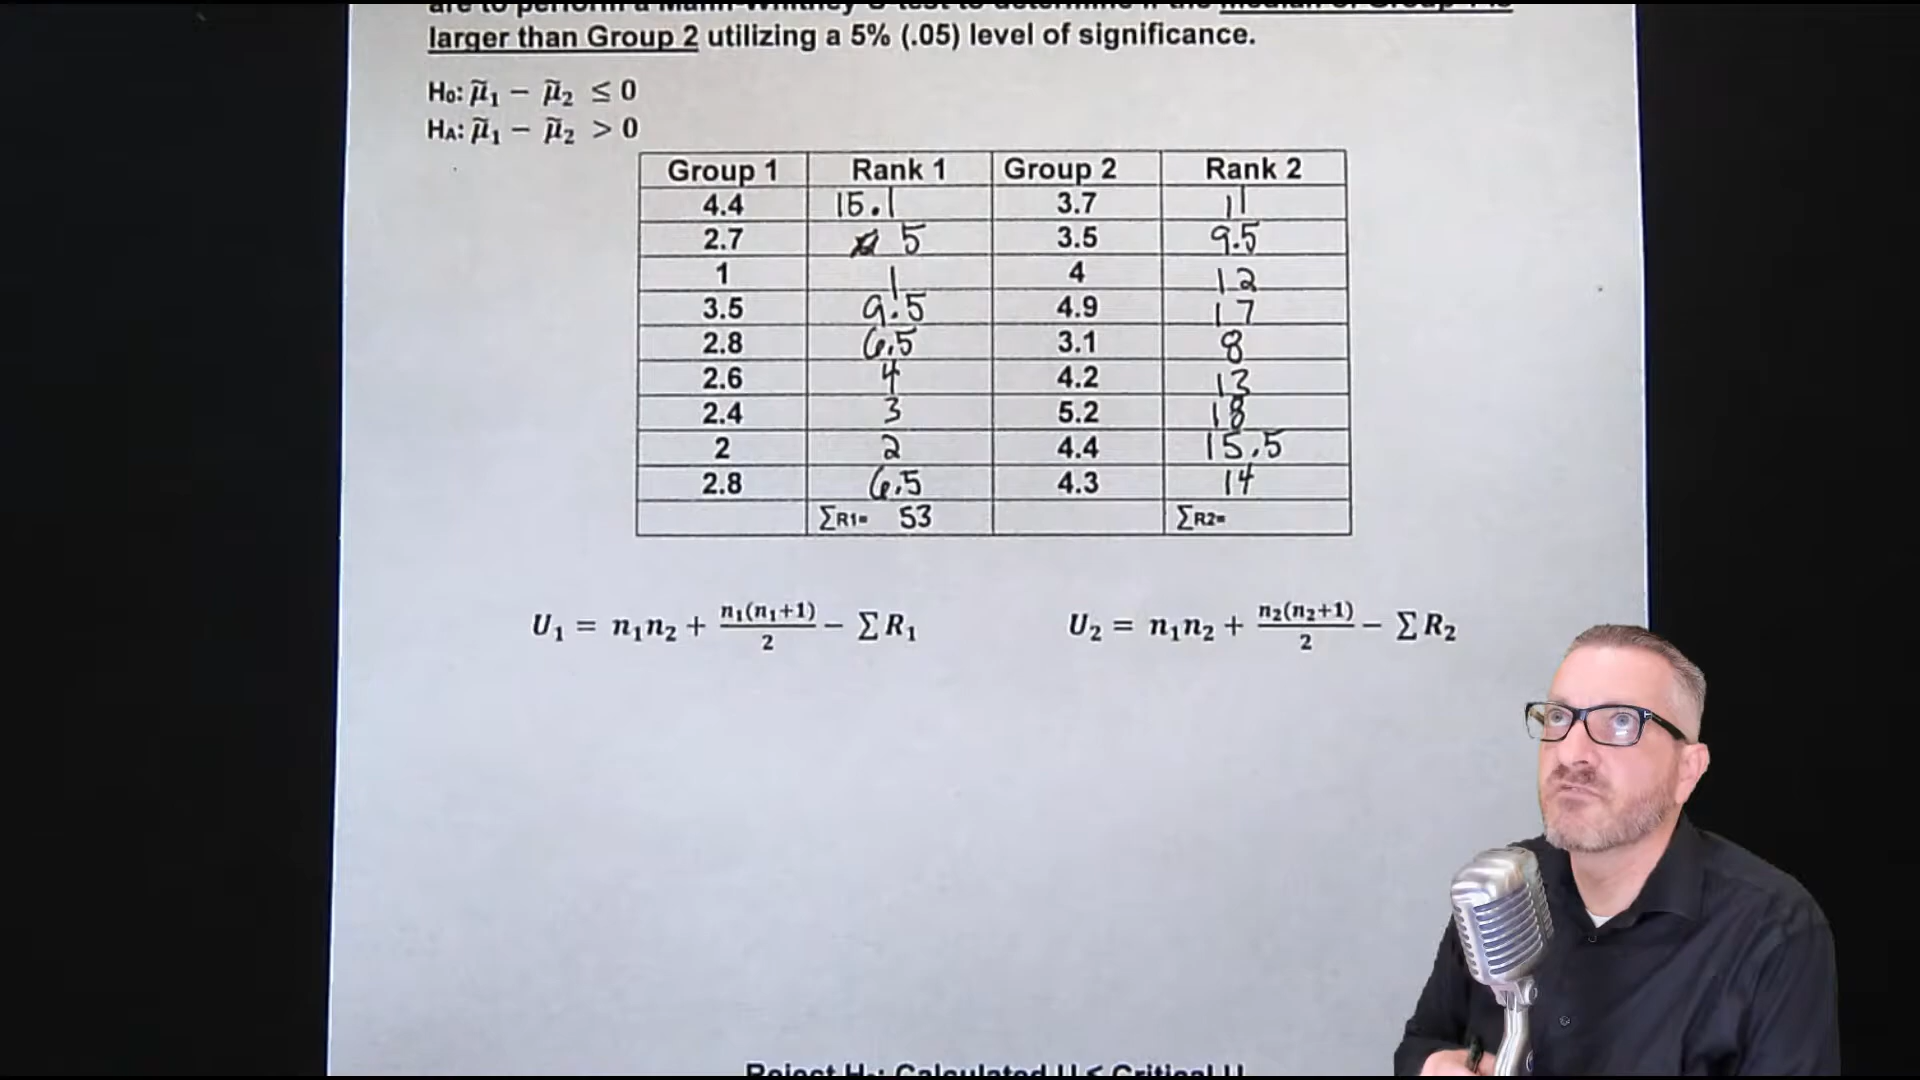 larger than Group 2 utilizing a 5% (.05) level of significance.
H₀: μ̃₁ − μ̃₂ ≤ 0
Hᴀ: μ̃₁ − μ̃₂ > 0
Group 1 Rank 1 Group 2 Rank 2
4.4 15.1 3.7 11
2.7 5 3.5 9.5
1 1 4 12
3.5 9.5 4.9 17
2.8 6.5 3.1 8
2.6 4 4.2 13
2.4 3 5.2 18
2 2 4.4 15.5
2.8 6.5 4.3 14
∑R1= 53 ∑R2=
U₁ = n₁n₂ + n₁(n₁+1)/2 − ∑R₁ U₂ = n₁n₂ + n₂(n₂+1)/2 − ∑R₂